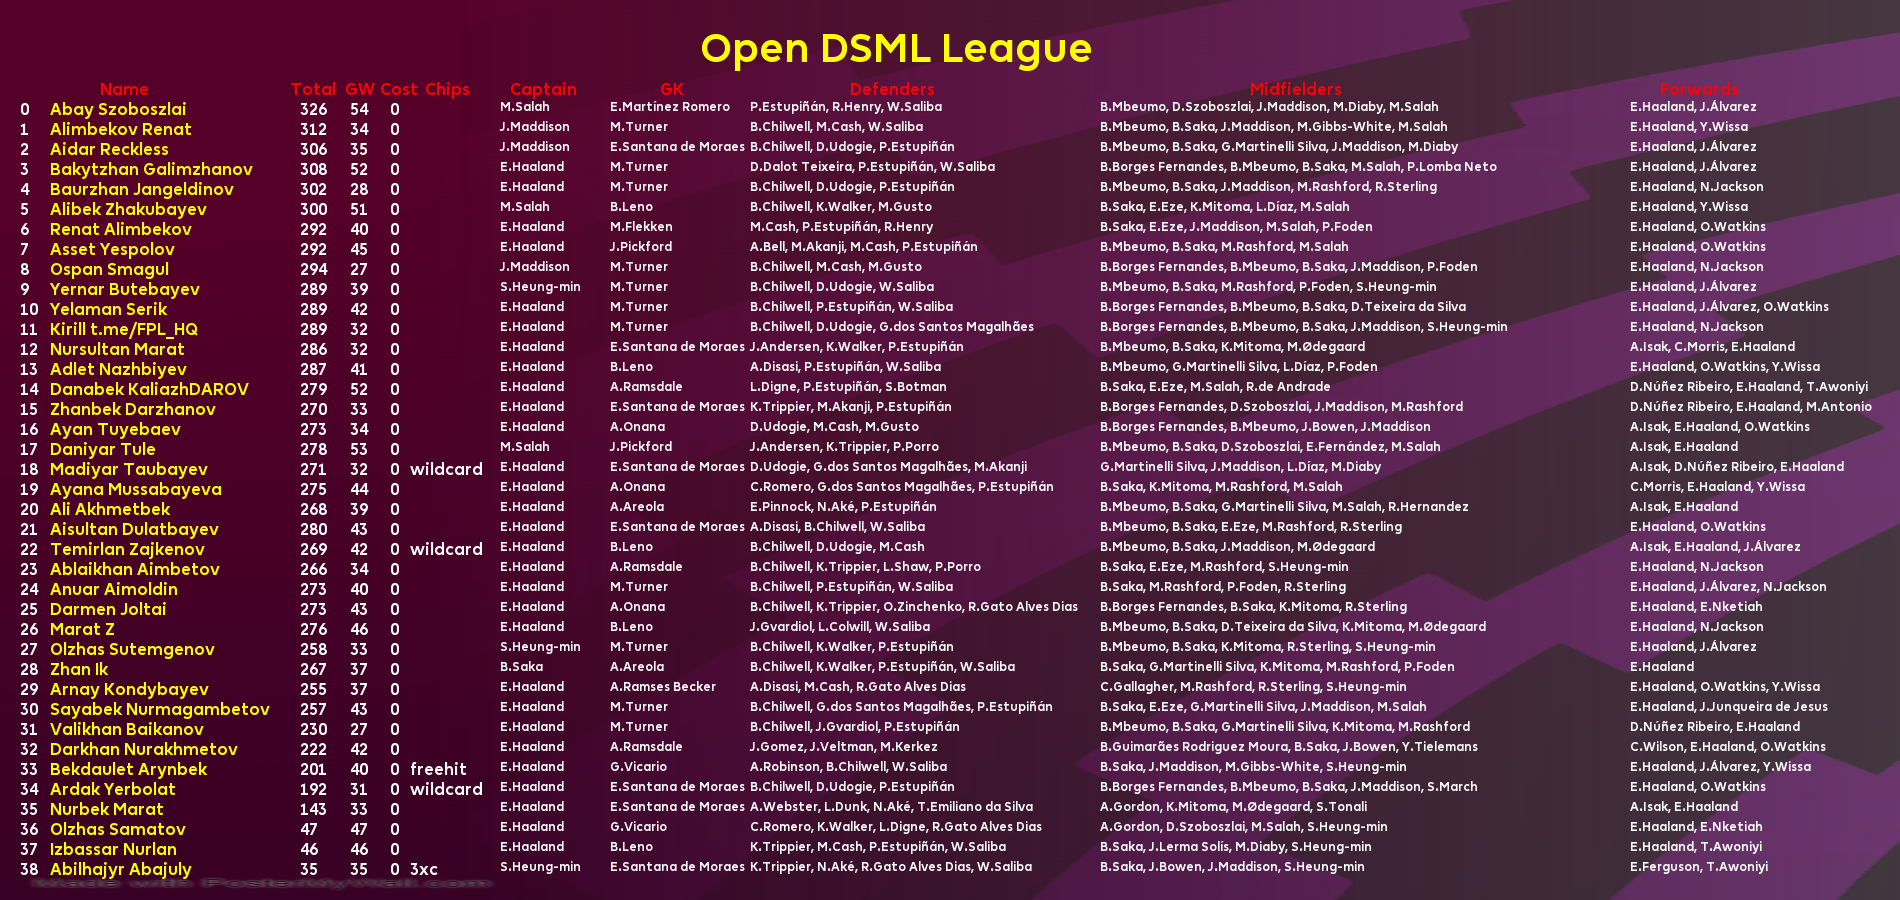 Open DSML League
Name Total GW Cost Chips Captain GK Defenders Midfielders Forwards
0 Abay Szoboszlai 326 54 0 M.Salah E.Martínez Romero P.Estupiñán, R.Henry, W.Saliba B.Mbeumo, D.Szoboszlai, J.Maddison, M.Diaby, M.Salah E.Haaland, J.Álvarez
1 Alimbekov Renat 312 34 0 J.Maddison M.Turner B.Chilwell, M.Cash, W.Saliba B.Mbeumo, B.Saka, J.Maddison, M.Gibbs-White, M.Salah E.Haaland, Y.Wissa
2 Aidar Reckless 306 35 0 J.Maddison E.Santana de Moraes B.Chilwell, D.Udogie, P.Estupiñán B.Mbeumo, B.Saka, G.Martinelli Silva, J.Maddison, M.Diaby E.Haaland, J.Álvarez
3 Bakytzhan Galimzhanov 308 52 0 E.Haaland M.Turner D.Dalot Teixeira, P.Estupiñán, W.Saliba B.Borges Fernandes, B.Mbeumo, B.Saka, M.Salah, P.Lomba Neto E.Haaland, J.Álvarez
4 Baurzhan Jangeldinov 302 28 0 E.Haaland M.Turner B.Chilwell, D.Udogie, P.Estupiñán B.Mbeumo, B.Saka, J.Maddison, M.Rashford, R.Sterling E.Haaland, N.Jackson
5 Alibek Zhakubayev 300 51 0 M.Salah B.Leno B.Chilwell, K.Walker, M.Gusto B.Saka, E.Eze, K.Mitoma, L.Díaz, M.Salah E.Haaland, Y.Wissa
6 Renat Alimbekov 292 40 0 E.Haaland M.Flekken M.Cash, P.Estupiñán, R.Henry B.Saka, E.Eze, J.Maddison, M.Salah, P.Foden E.Haaland, O.Watkins
7 Asset Yespolov 292 45 0 E.Haaland J.Pickford A.Bell, M.Akanji, M.Cash, P.Estupiñán B.Mbeumo, B.Saka, M.Rashford, M.Salah E.Haaland, O.Watkins
8 Ospan Smagul 294 27 0 J.Maddison M.Turner B.Chilwell, M.Cash, M.Gusto B.Borges Fernandes, B.Mbeumo, B.Saka, J.Maddison, P.Foden E.Haaland, N.Jackson
9 Yernar Butebayev 289 39 0 S.Heung-min M.Turner B.Chilwell, D.Udogie, W.Saliba B.Mbeumo, B.Saka, M.Rashford, P.Foden, S.Heung-min E.Haaland, J.Álvarez
10 Yelaman Serik 289 42 0 E.Haaland M.Turner B.Chilwell, P.Estupiñán, W.Saliba B.Borges Fernandes, B.Mbeumo, B.Saka, D.Teixeira da Silva E.Haaland, J.Álvarez, O.Watkins
11 Kirill t.me/FPL_HQ 289 32 0 E.Haaland M.Turner B.Chilwell, D.Udogie, G.dos Santos Magalhães B.Borges Fernandes, B.Mbeumo, B.Saka, J.Maddison, S.Heung-min E.Haaland, N.Jackson
12 Nursultan Marat 286 32 0 E.Haaland E.Santana de Moraes J.Andersen, K.Walker, P.Estupiñán B.Mbeumo, B.Saka, K.Mitoma, M.Ødegaard A.Isak, C.Morris, E.Haaland
13 Adlet Nazhbiyev 287 41 0 E.Haaland B.Leno A.Disasi, P.Estupiñán, W.Saliba B.Mbeumo, G.Martinelli Silva, L.Díaz, P.Foden E.Haaland, O.Watkins, Y.Wissa
14 Danabek KaliazhDAROV 279 52 0 E.Haaland A.Ramsdale L.Digne, P.Estupiñán, S.Botman B.Saka, E.Eze, M.Salah, R.de Andrade D.Núñez Ribeiro, E.Haaland, T.Awoniyi
15 Zhanbek Darzhanov 270 33 0 E.Haaland E.Santana de Moraes K.Trippier, M.Akanji, P.Estupiñán B.Borges Fernandes, D.Szoboszlai, J.Maddison, M.Rashford D.Núñez Ribeiro, E.Haaland, M.Antonio
16 Ayan Tuyebaev 273 34 0 E.Haaland A.Onana D.Udogie, M.Cash, M.Gusto B.Borges Fernandes, B.Mbeumo, J.Bowen, J.Maddison A.Isak, E.Haaland, O.Watkins
17 Daniyar Tule 278 53 0 M.Salah J.Pickford J.Andersen, K.Trippier, P.Porro B.Mbeumo, B.Saka, D.Szoboszlai, E.Fernández, M.Salah A.Isak, E.Haaland
18 Madiyar Taubayev 271 32 0 wildcard E.Haaland E.Santana de Moraes D.Udogie, G.dos Santos Magalhães, M.Akanji G.Martinelli Silva, J.Maddison, L.Díaz, M.Diaby A.Isak, D.Núñez Ribeiro, E.Haaland
19 Ayana Mussabayeva 275 44 0 E.Haaland A.Onana C.Romero, G.dos Santos Magalhães, P.Estupiñán B.Saka, K.Mitoma, M.Rashford, M.Salah C.Morris, E.Haaland, Y.Wissa
20 Ali Akhmetbek 268 39 0 E.Haaland A.Areola E.Pinnock, N.Aké, P.Estupiñán B.Mbeumo, B.Saka, G.Martinelli Silva, M.Salah, R.Hernandez A.Isak, E.Haaland
21 Aisultan Dulatbayev 280 43 0 E.Haaland E.Santana de Moraes A.Disasi, B.Chilwell, W.Saliba B.Mbeumo, B.Saka, E.Eze, M.Rashford, R.Sterling E.Haaland, O.Watkins
22 Temirlan Zajkenov 269 42 0 wildcard E.Haaland B.Leno B.Chilwell, D.Udogie, M.Cash B.Mbeumo, B.Saka, J.Maddison, M.Ødegaard A.Isak, E.Haaland, J.Álvarez
23 Ablaikhan Aimbetov 266 34 0 E.Haaland A.Ramsdale B.Chilwell, K.Trippier, L.Shaw, P.Porro B.Saka, E.Eze, M.Rashford, S.Heung-min E.Haaland, N.Jackson
24 Anuar Aimoldin 273 40 0 E.Haaland M.Turner B.Chilwell, P.Estupiñán, W.Saliba B.Saka, M.Rashford, P.Foden, R.Sterling E.Haaland, J.Álvarez, N.Jackson
25 Darmen Joltai 273 43 0 E.Haaland A.Onana B.Chilwell, K.Trippier, O.Zinchenko, R.Gato Alves Dias B.Borges Fernandes, B.Saka, K.Mitoma, R.Sterling E.Haaland, E.Nketiah
26 Marat Z 276 46 0 E.Haaland B.Leno J.Gvardiol, L.Colwill, W.Saliba B.Mbeumo, B.Saka, D.Teixeira da Silva, K.Mitoma, M.Ødegaard E.Haaland, N.Jackson
27 Olzhas Sutemgenov 258 33 0 S.Heung-min M.Turner B.Chilwell, K.Walker, P.Estupiñán B.Mbeumo, B.Saka, K.Mitoma, R.Sterling, S.Heung-min E.Haaland, J.Álvarez
28 Zhan Ik 267 37 0 B.Saka A.Areola B.Chilwell, K.Walker, P.Estupiñán, W.Saliba B.Saka, G.Martinelli Silva, K.Mitoma, M.Rashford, P.Foden E.Haaland
29 Arnay Kondybayev 255 37 0 E.Haaland A.Ramses Becker A.Disasi, M.Cash, R.Gato Alves Dias C.Gallagher, M.Rashford, R.Sterling, S.Heung-min E.Haaland, O.Watkins, Y.Wissa
30 Sayabek Nurmagambetov 257 43 0 E.Haaland M.Turner B.Chilwell, G.dos Santos Magalhães, P.Estupiñán B.Saka, E.Eze, G.Martinelli Silva, J.Maddison, M.Salah E.Haaland, J.Junqueira de Jesus
31 Valikhan Baikanov 230 27 0 E.Haaland M.Turner B.Chilwell, J.Gvardiol, P.Estupiñán B.Mbeumo, B.Saka, G.Martinelli Silva, K.Mitoma, M.Rashford D.Núñez Ribeiro, E.Haaland
32 Darkhan Nurakhmetov 222 42 0 E.Haaland A.Ramsdale J.Gomez, J.Veltman, M.Kerkez B.Guimarães Rodriguez Moura, B.Saka, J.Bowen, Y.Tielemans C.Wilson, E.Haaland, O.Watkins
33 Bekdaulet Arynbek 201 40 0 freehit E.Haaland G.Vicario A.Robinson, B.Chilwell, W.Saliba B.Saka, J.Maddison, M.Gibbs-White, S.Heung-min E.Haaland, J.Álvarez, Y.Wissa
34 Ardak Yerbolat 192 31 0 wildcard E.Haaland E.Santana de Moraes B.Chilwell, D.Udogie, P.Estupiñán B.Borges Fernandes, B.Mbeumo, B.Saka, J.Maddison, S.March E.Haaland, O.Watkins
35 Nurbek Marat 143 33 0 E.Haaland E.Santana de Moraes A.Webster, L.Dunk, N.Aké, T.Emiliano da Silva A.Gordon, K.Mitoma, M.Ødegaard, S.Tonali A.Isak, E.Haaland
36 Olzhas Samatov 47 47 0 E.Haaland G.Vicario C.Romero, K.Walker, L.Digne, R.Gato Alves Dias A.Gordon, D.Szoboszlai, M.Salah, S.Heung-min E.Haaland, E.Nketiah
37 Izbassar Nurlan 46 46 0 E.Haaland B.Leno K.Trippier, M.Cash, P.Estupiñán, W.Saliba B.Saka, J.Lerma Solís, M.Diaby, S.Heung-min E.Haaland, T.Awoniyi
38 Abilhajyr Abajuly 35 35 0 3xc S.Heung-min E.Santana de Moraes K.Trippier, N.Aké, R.Gato Alves Dias, W.Saliba B.Saka, J.Bowen, J.Maddison, S.Heung-min E.Ferguson, T.Awoniyi
Made with PosterMyWall.com